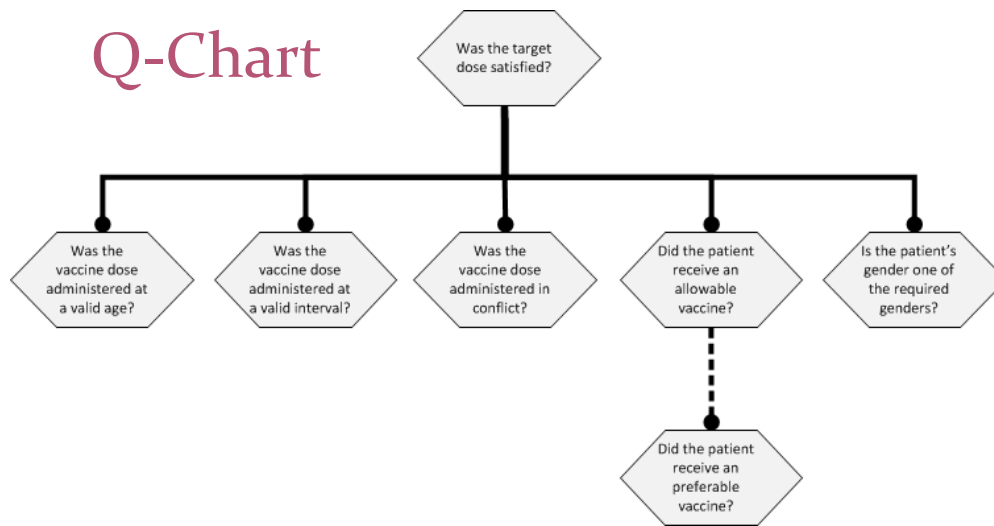 Q-Chart
Was the target
dose satisfied?
Was the
vaccine dose
administered at
a valid age?
Was the
vaccine dose
administered at
a valid interval?
Was the
vaccine dose
administered in
conflict?
Did the patient
receive an
allowable
vaccine?
Is the patient's
gender one of
the required
genders?
Did the patient
receive an
preferable
vaccine?